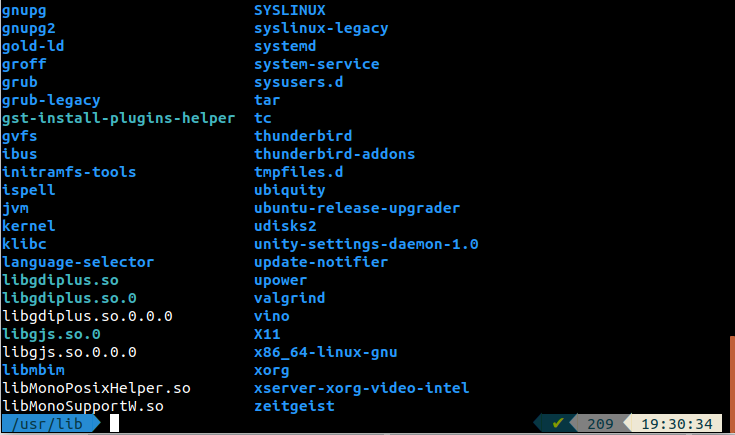 gnupg SYSLINUX
gnupg2 syslinux-legacy
gold-ld systemd
groff system-service
grub sysusers.d
grub-legacy tar
gst-install-plugins-helper tc
gvfs thunderbird
ibus thunderbird-addons
initramfs-tools tmpfiles.d
ispell ubiquity
jvm ubuntu-release-upgrader
kernel udisks2
klibc unity-settings-daemon-1.0
language-selector update-notifier
libgdiplus.so upower
libgdiplus.so.0 valgrind
libgdiplus.so.0.0.0 vino
libgjs.so.0 X11
libgjs.so.0.0.0 x86_64-linux-gnu
libmbim xorg
libMonoPosixHelper.so xserver-xorg-video-intel
libMonoSupportW.so zeitgeist
/usr/lib ✔ 209 19:30:34